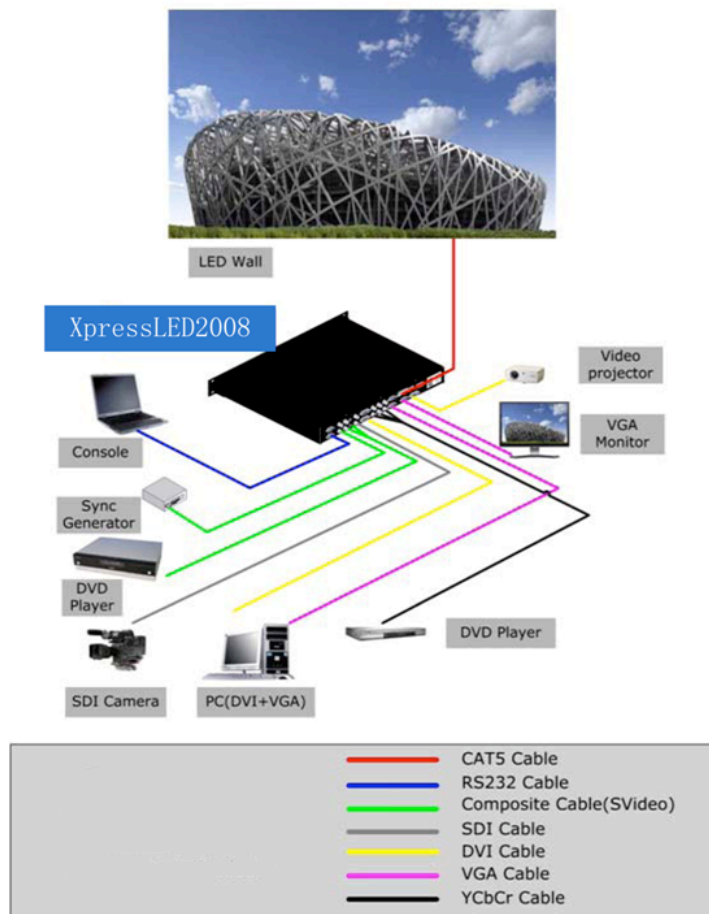 LED Wall
XpressLED2008
Video
projector
VGA
Monitor
Console
Sync
Generator
DVD
Player
SDI Camera
PC(DVI+VGA)
DVD Player
CAT5 Cable
RS232 Cable
Composite Cable(SVideo)
SDI Cable
DVI Cable
VGA Cable
YCbCr Cable